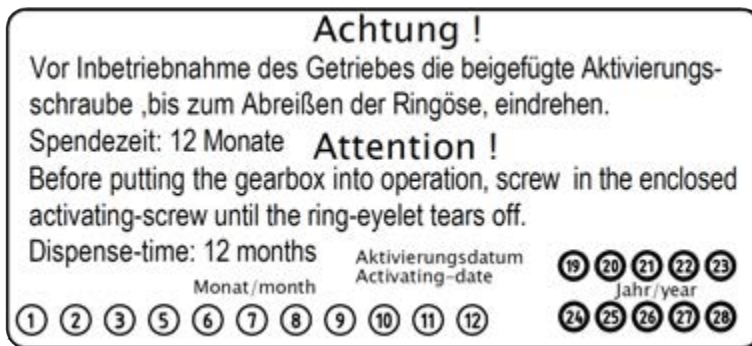 Achtung !
Vor Inbetriebnahme des Getriebes die beigefügte Aktivierungs-
schraube ,bis zum Abreißen der Ringöse, eindrehen.
Spendezeit: 12 Monate
Attention !
Before putting the gearbox into operation, screw in the enclosed
activating-screw until the ring-eyelet tears off.
Dispense-time: 12 months
Aktivierungsdatum
Activating-date
Monat/month
1 2 3 5 6 7 8 9 10 11 12
19 20 21 22 23
Jahr/year
24 25 26 27 28